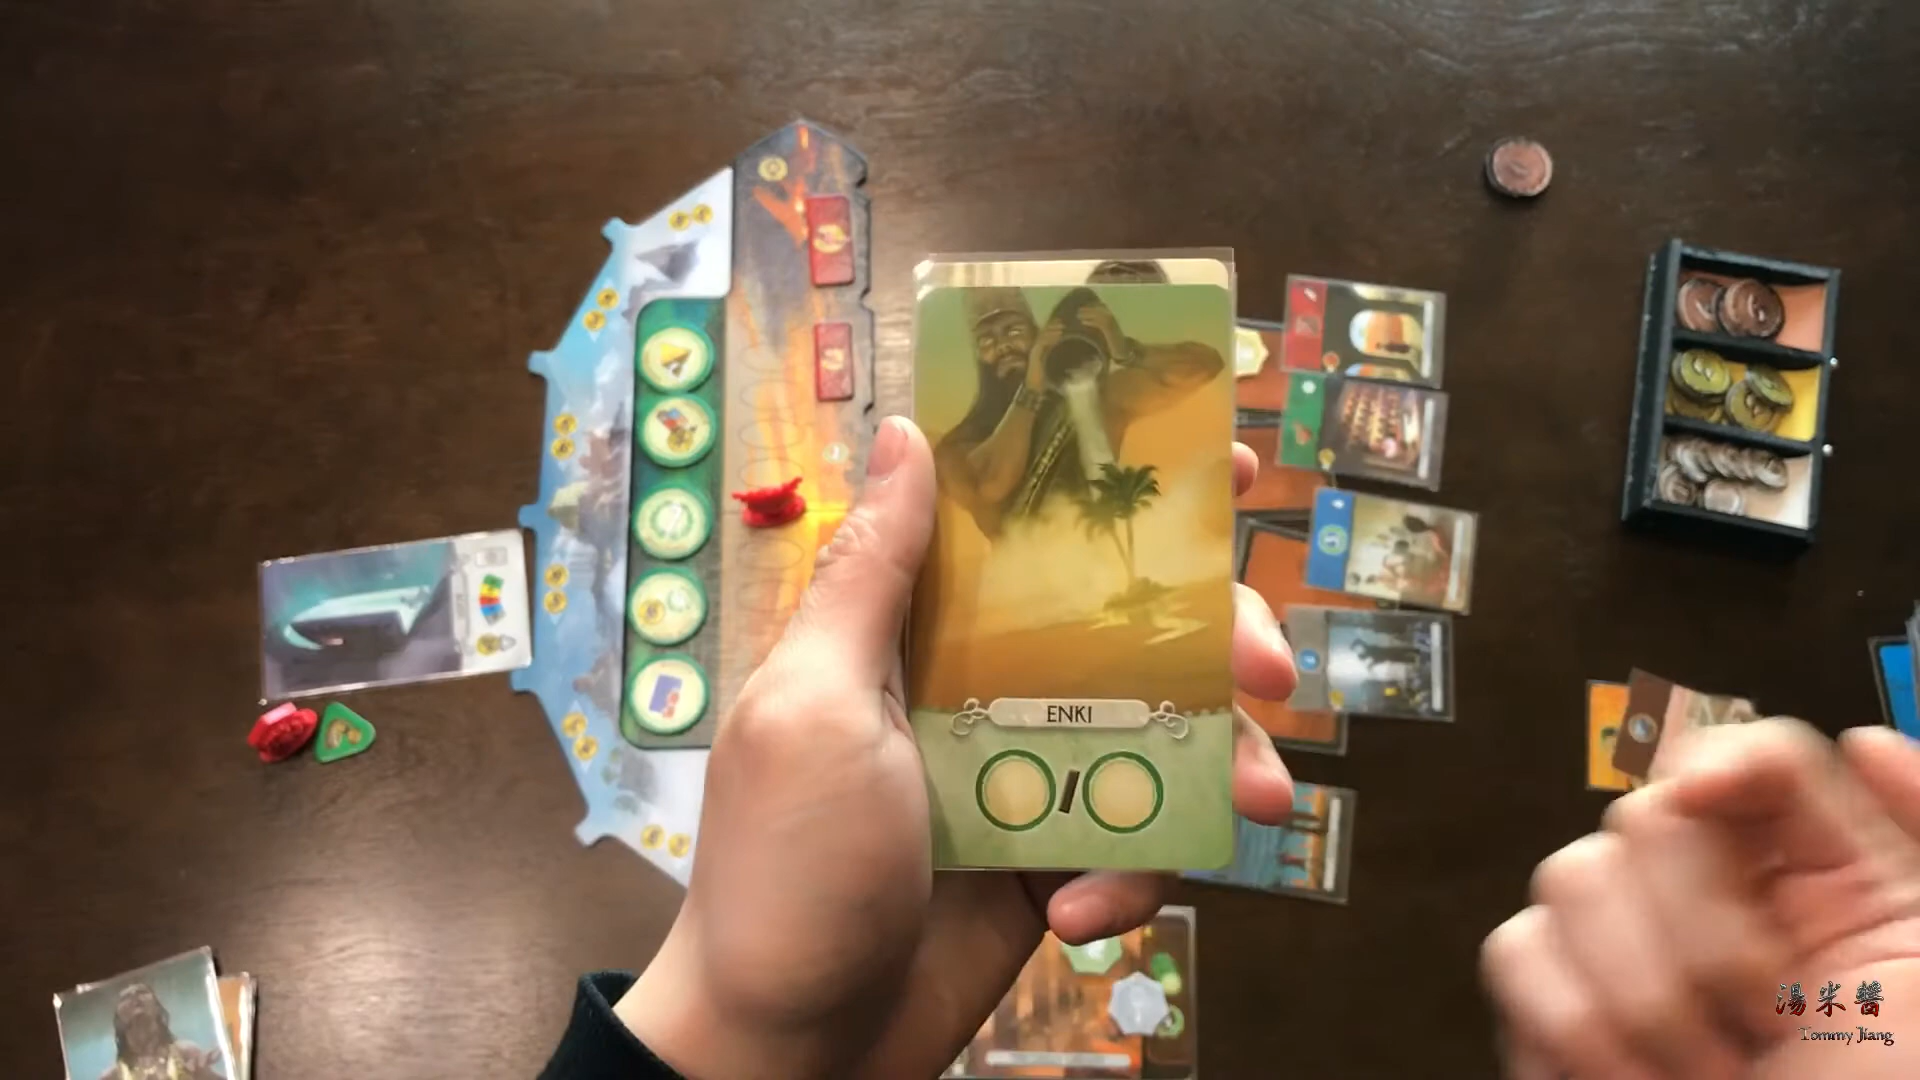 ENKI
湯米醬
Tommy Jiang